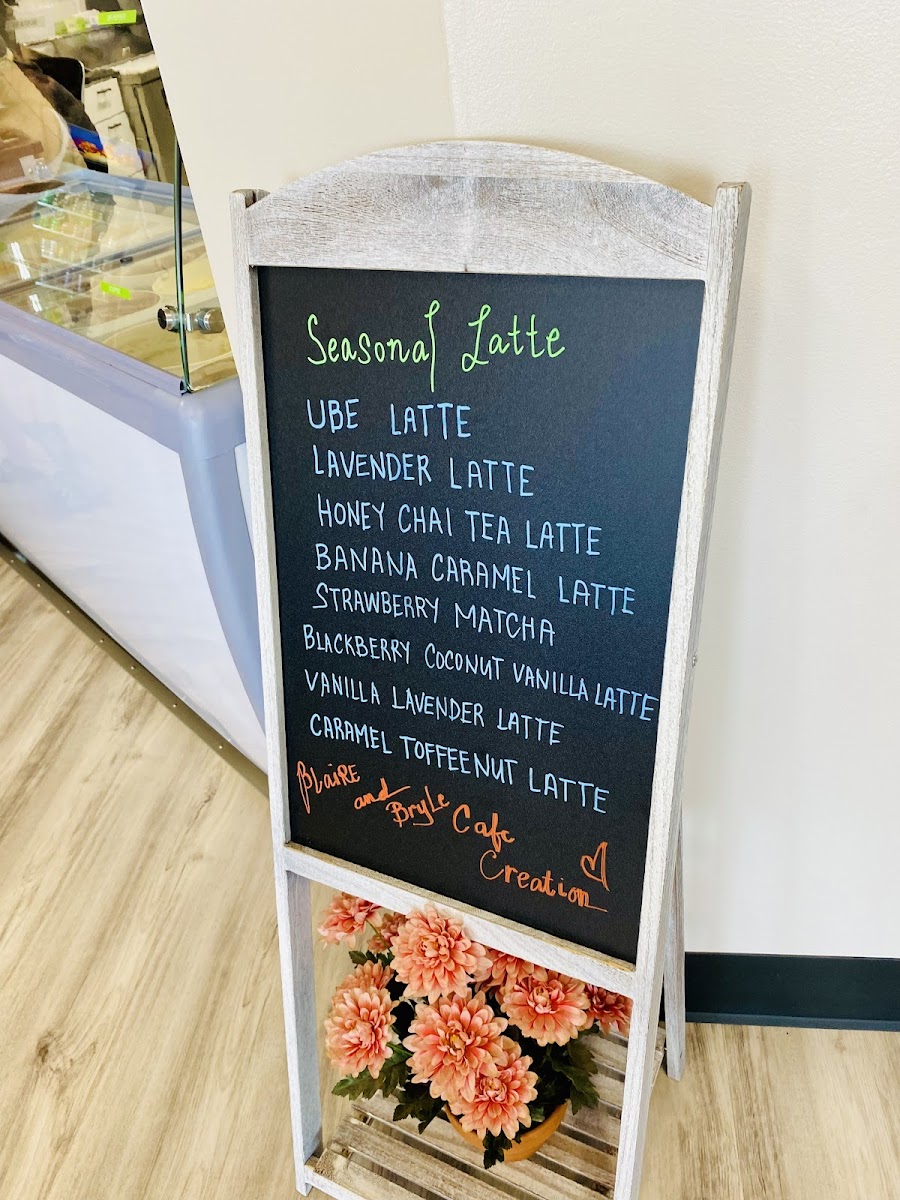 Seasonal Latte
UBE LATTE
LAVENDER LATTE
HONEY CHAI TEA LATTE
BANANA CARAMEL LATTE
STRAWBERRY MATCHA
BLACKBERRY COCONUT VANILLA LATTE
VANILLA LAVENDER LATTE
CARAMEL TOFFEENUT LATTE
BLaiRE and BryLe Cafe
Creation